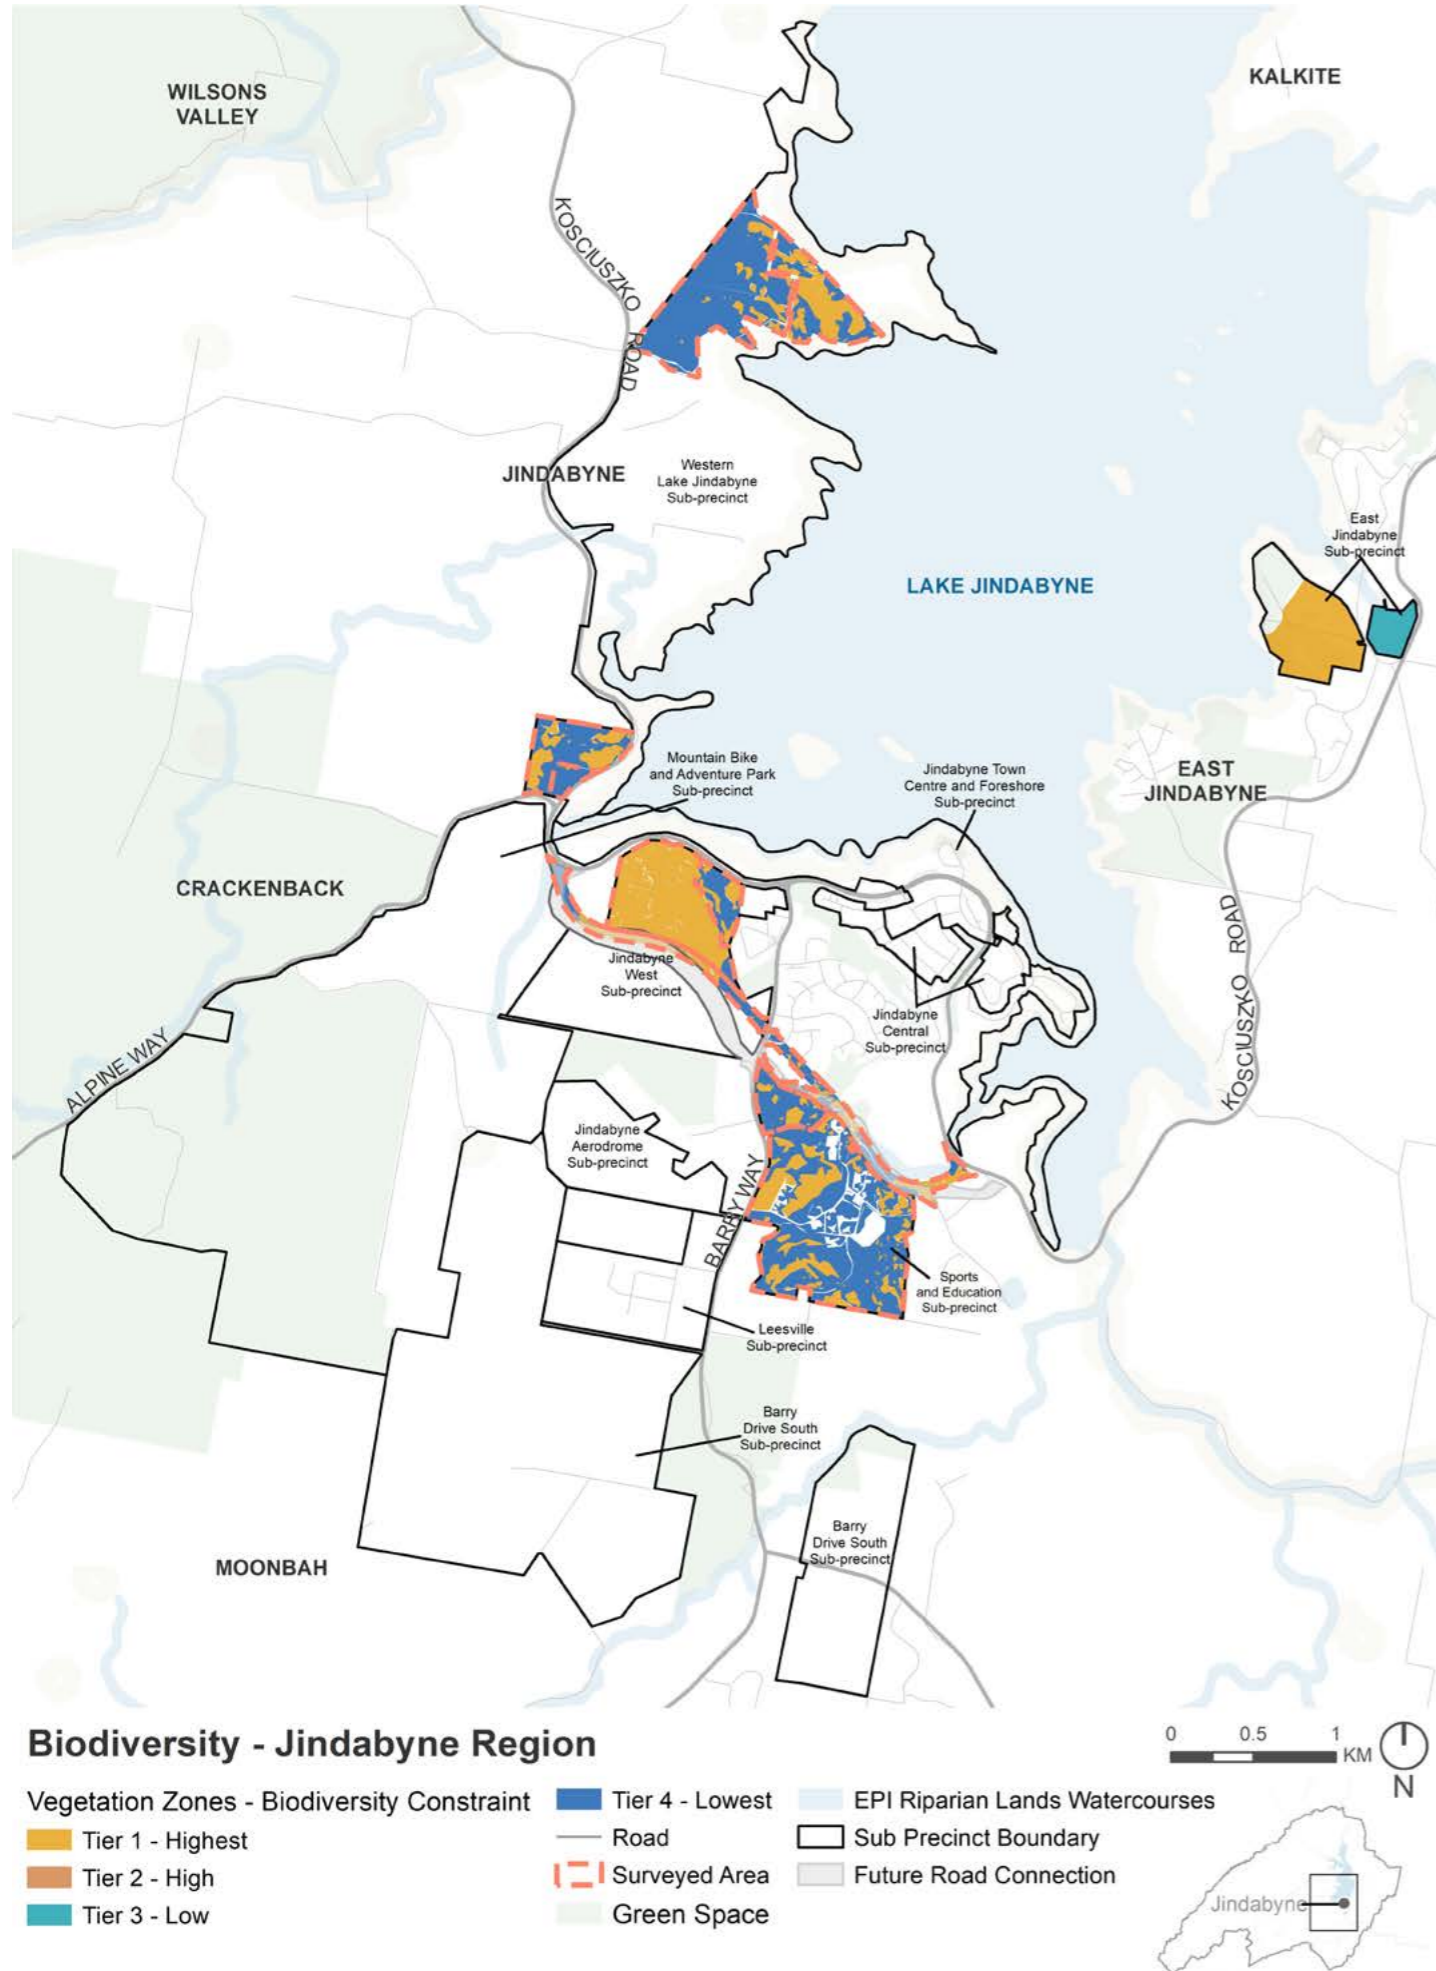 WILSONS
VALLEY
KALKITE
KOSCIUSZKO ROAD
JINDABYNE
Western
Lake Jindabyne
Sub-precinct
East
Jindabyne
Sub-precinct
LAKE JINDABYNE
Mountain Bike
and Adventure Park
Sub-precinct
Jindabyne Town
Centre and Foreshore
Sub-precinct
EAST
JINDABYNE
CRACKENBACK
Jindabyne
West
Sub-precinct
Jindabyne
Central
Sub-precinct
KOSCIUSZKO ROAD
ALPINE WAY
Jindabyne
Aerodrome
Sub-precinct
BARRY WAY
Sports
and Education
Sub-precinct
Leesville
Sub-precinct
Barry
Drive South
Sub-precinct
Barry
Drive South
Sub-precinct
MOONBAH
Biodiversity - Jindabyne Region
0 0.5 1
KM
N
Vegetation Zones - Biodiversity Constraint
Tier 1 - Highest
Tier 2 - High
Tier 3 - Low
Tier 4 - Lowest
Road
Surveyed Area
Green Space
EPI Riparian Lands Watercourses
Sub Precinct Boundary
Future Road Connection
Jindabyne